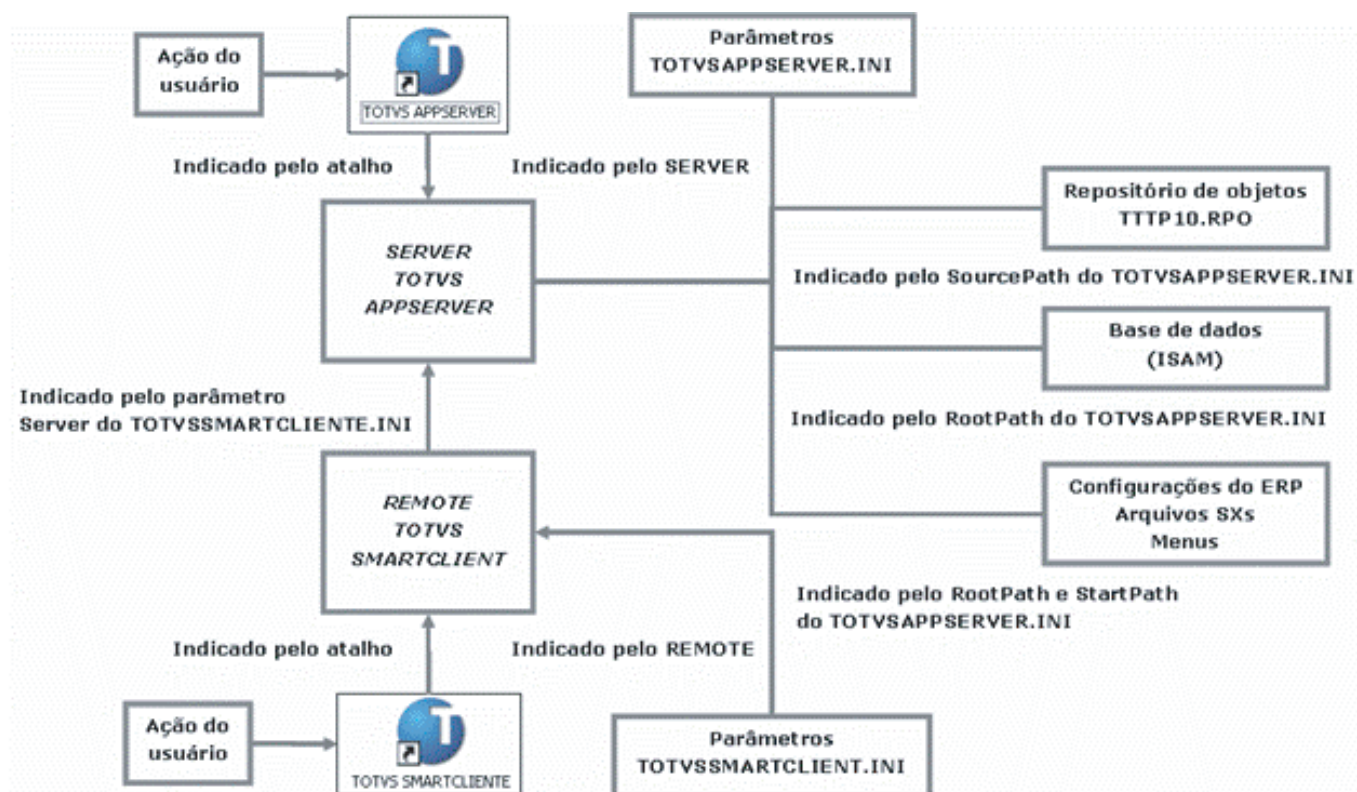 Ação do
usuário
TOTVS APPSERVER
Parâmetros
TOTVSAPPSERVER.INI
Indicado pelo atalho
Indicado pelo SERVER
SERVER
TOTVS
APPSERVER
Repositório de objetos
TTTP10.RPO
Indicado pelo SourcePath do TOTVSAPPSERVER.INI
Base de dados
(ISAM)
Indicado pelo RootPath do TOTVSAPPSERVER.INI
Indicado pelo parâmetro
Server do TOTVSSMARTCLIENTE.INI
REMOTE
TOTVS
SMARTCLIENT
Configurações do ERP
Arquivos SXs
Menus
Indicado pelo RootPath e StartPath
do TOTVSAPPSERVER.INI
Indicado pelo atalho
Indicado pelo REMOTE
Ação do
usuário
TOTVS SMARTCLIENTE
Parâmetros
TOTVSSMARTCLIENT.INI